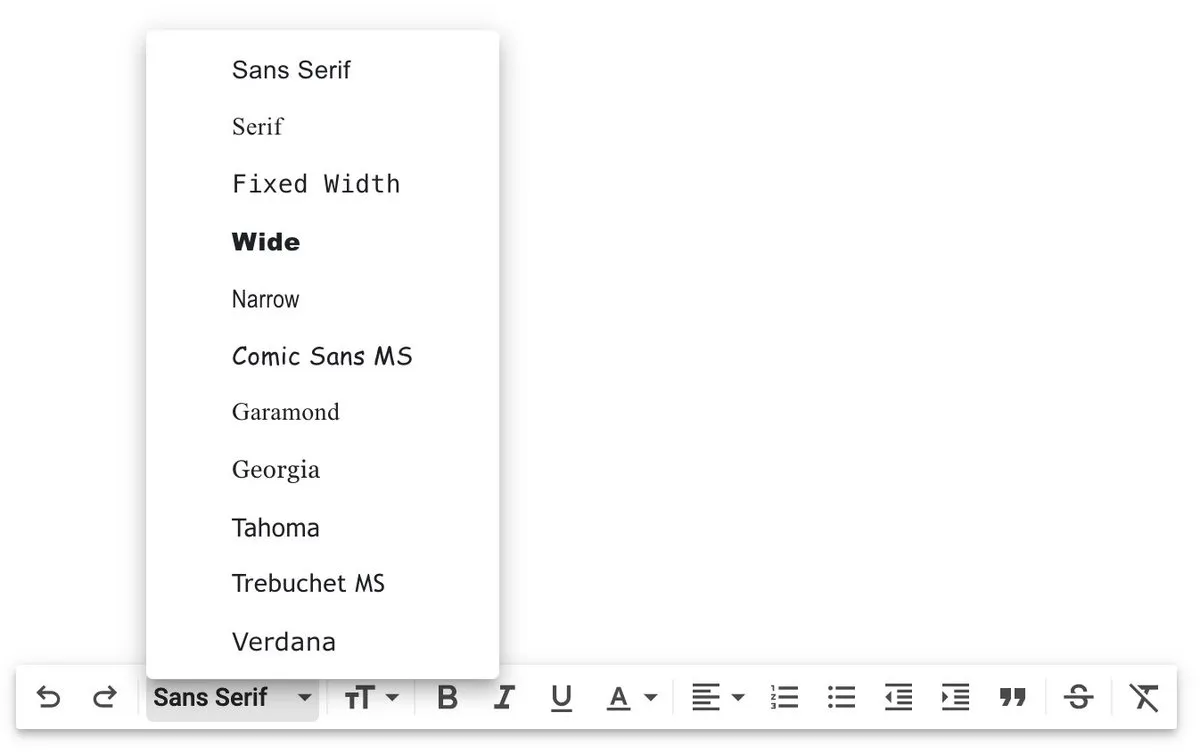 Sans Serif
Serif
Fixed Width
Wide
Narrow
Comic Sans MS
Garamond
Georgia
Tahoma
Trebuchet MS
Verdana
Sans Serif